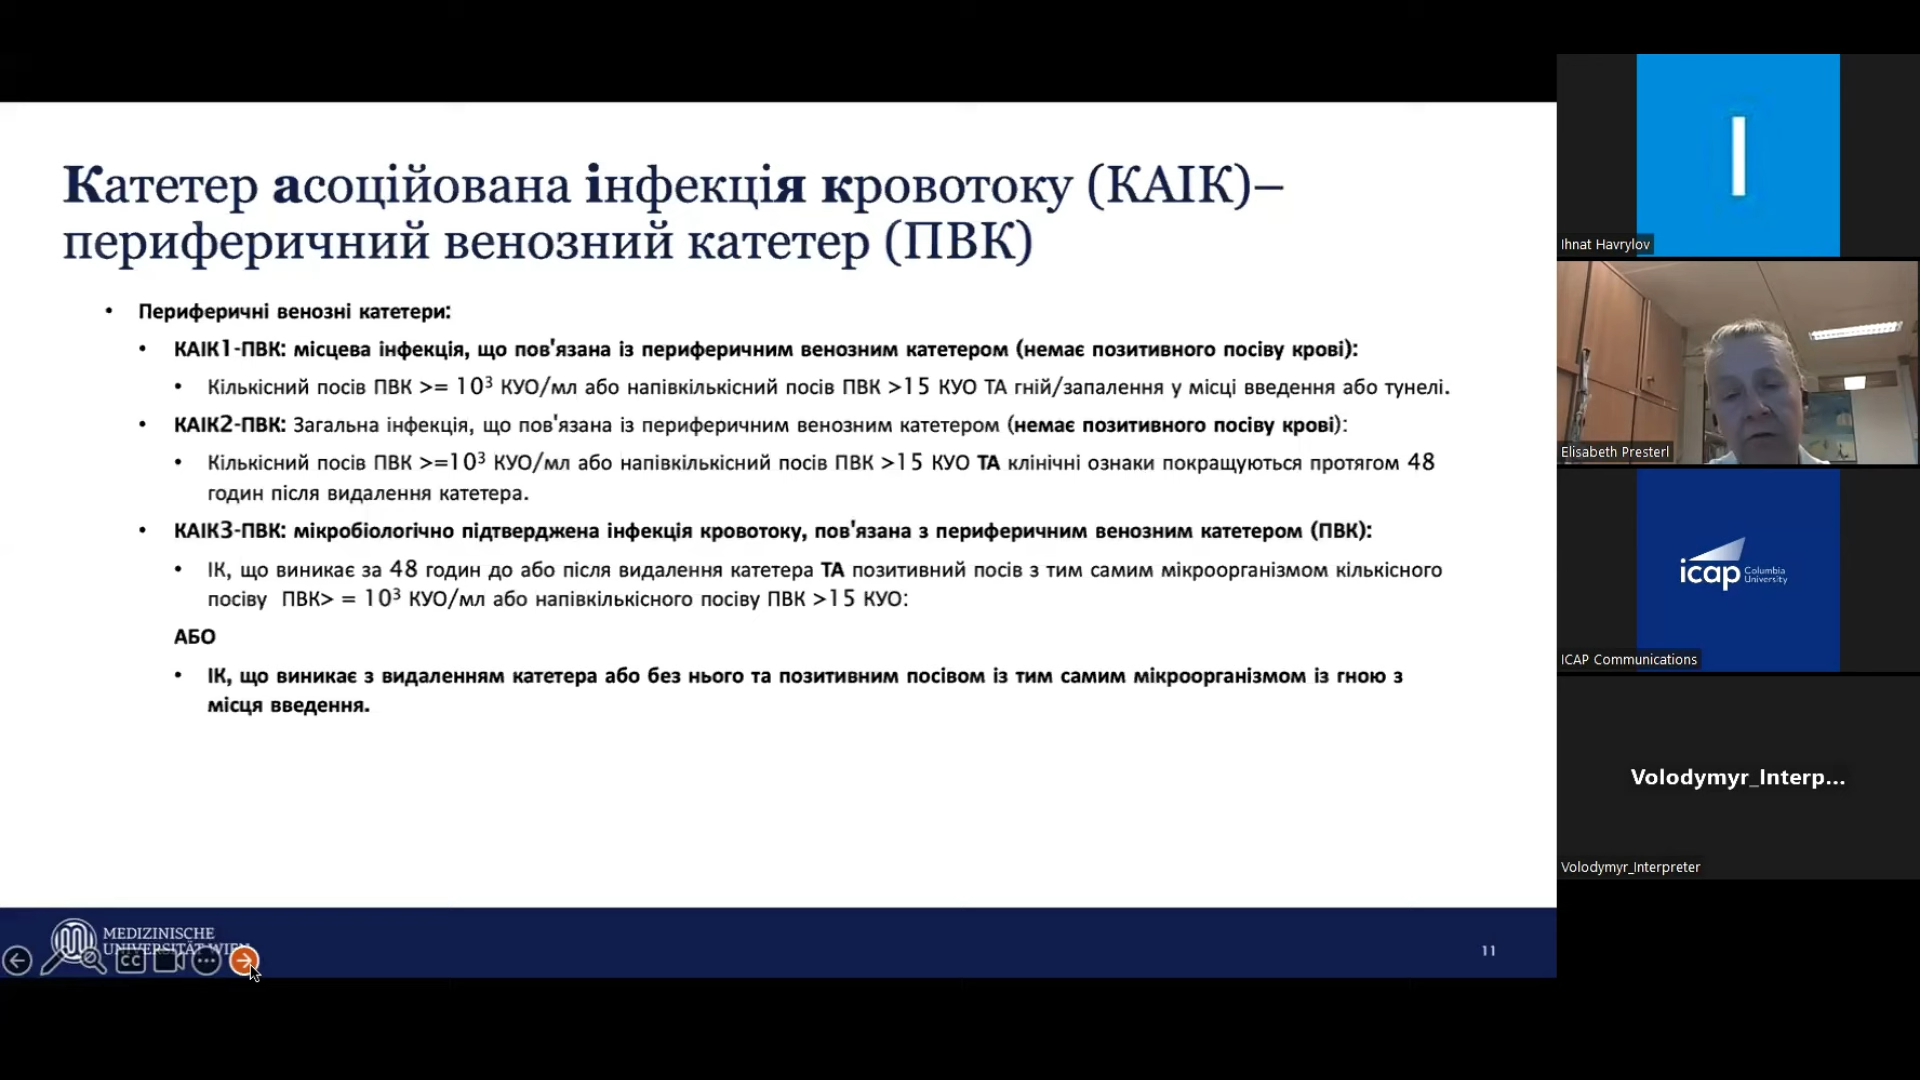 Катетер асоційована інфекція кровотоку (КАІК)–
периферичний венозний катетер (ПВК)
• Периферичні венозні катетери:
• КАІК1-ПВК: місцева інфекція, що пов'язана із периферичним венозним катетером (немає позитивного посіву крові):
• Кількісний посів ПВК >= 10³ КУО/мл або напівкількісний посів ПВК >15 КУО ТА гній/запалення у місці введення або тунелі.
• КАІК2-ПВК: Загальна інфекція, що пов'язана із периферичним венозним катетером (немає позитивного посіву крові):
• Кількісний посів ПВК >=10³ КУО/мл або напівкількісний посів ПВК >15 КУО ТА клінічні ознаки покращуються протягом 48
годин після видалення катетера.
• КАІК3-ПВК: мікробіологічно підтверджена інфекція кровотоку, пов'язана з периферичним венозним катетером (ПВК):
• ІК, що виникає за 48 годин до або після видалення катетера ТА позитивний посів з тим самим мікроорганізмом кількісного
посіву ПВК> = 10³ КУО/мл або напівкількісного посіву ПВК >15 КУО:
АБО
• ІК, що виникає з видаленням катетера або без нього та позитивним посівом із тим самим мікроорганізмом із гною з
місця введення.
MEDIZINISCHE
UNIVERSITÄT WIEN
CC
11
I
Ihnat Havrylov
Elisabeth Presterl
icap Columbia
University
ICAP Communications
Volodymyr_Interp...
Volodymyr_Interpreter